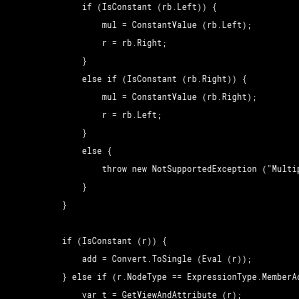 if (IsConstant (rb.Left)) {
mul = ConstantValue (rb.Left);
r = rb.Right;
}
else if (IsConstant (rb.Right)) {
mul = ConstantValue (rb.Right);
r = rb.Left;
}
else {
throw new NotSupportedException ("Multip
}
}
if (IsConstant (r)) {
add = Convert.ToSingle (Eval (r));
} else if (r.NodeType == ExpressionType.MemberAc
var t = GetViewAndAttribute (r);